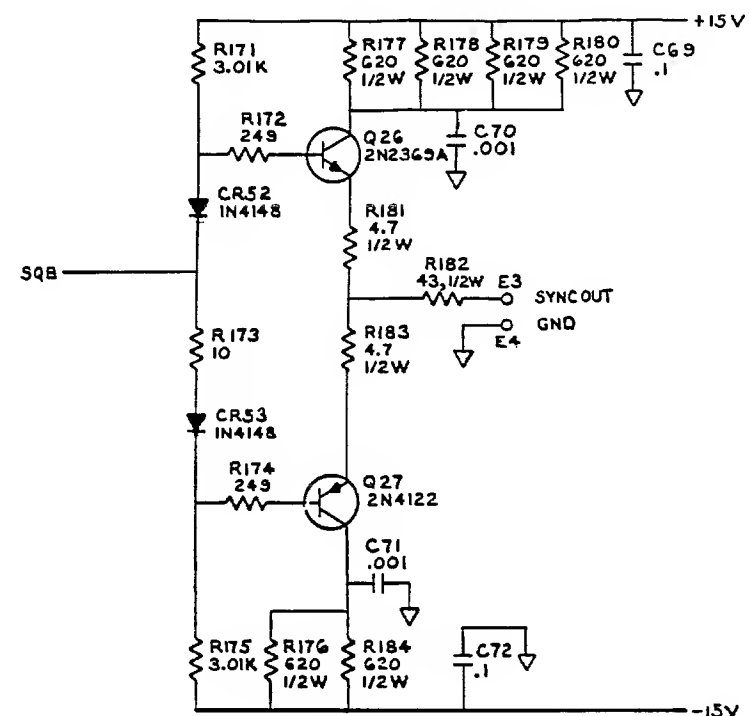 +15V
R171
3.01K
R177
620
1/2W
R178
620
1/2W
R179
620
1/2W
R180
620
1/2W
C69
.1
R172
249
Q26
2N2369A
C70
.001
CR52
1N4148
R181
4.7
1/2W
SQB
R182
43, 1/2W
E3
SYNCOUT
GND
E4
R173
10
R183
4.7
1/2W
CR53
1N4148
R174
249
Q27
2N4122
C71
.001
R175
3.01K
R176
620
1/2W
R184
620
1/2W
C72
.1
-15V